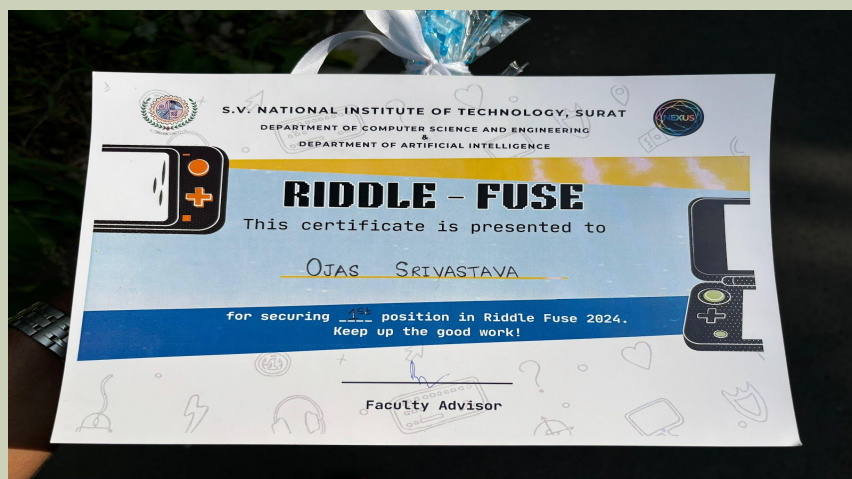 S.V. NATIONAL INSTITUTE OF TECHNOLOGY, SURAT
NEXUS
DEPARTMENT OF COMPUTER SCIENCE AND ENGINEERING
&
DEPARTMENT OF ARTIFICIAL INTELLIGENCE
RIDDLE - FUSE
This certificate is presented to
OJAS SRIVASTAVA
for securing 1st position in Riddle Fuse 2024.
Keep up the good work!
Faculty Advisor